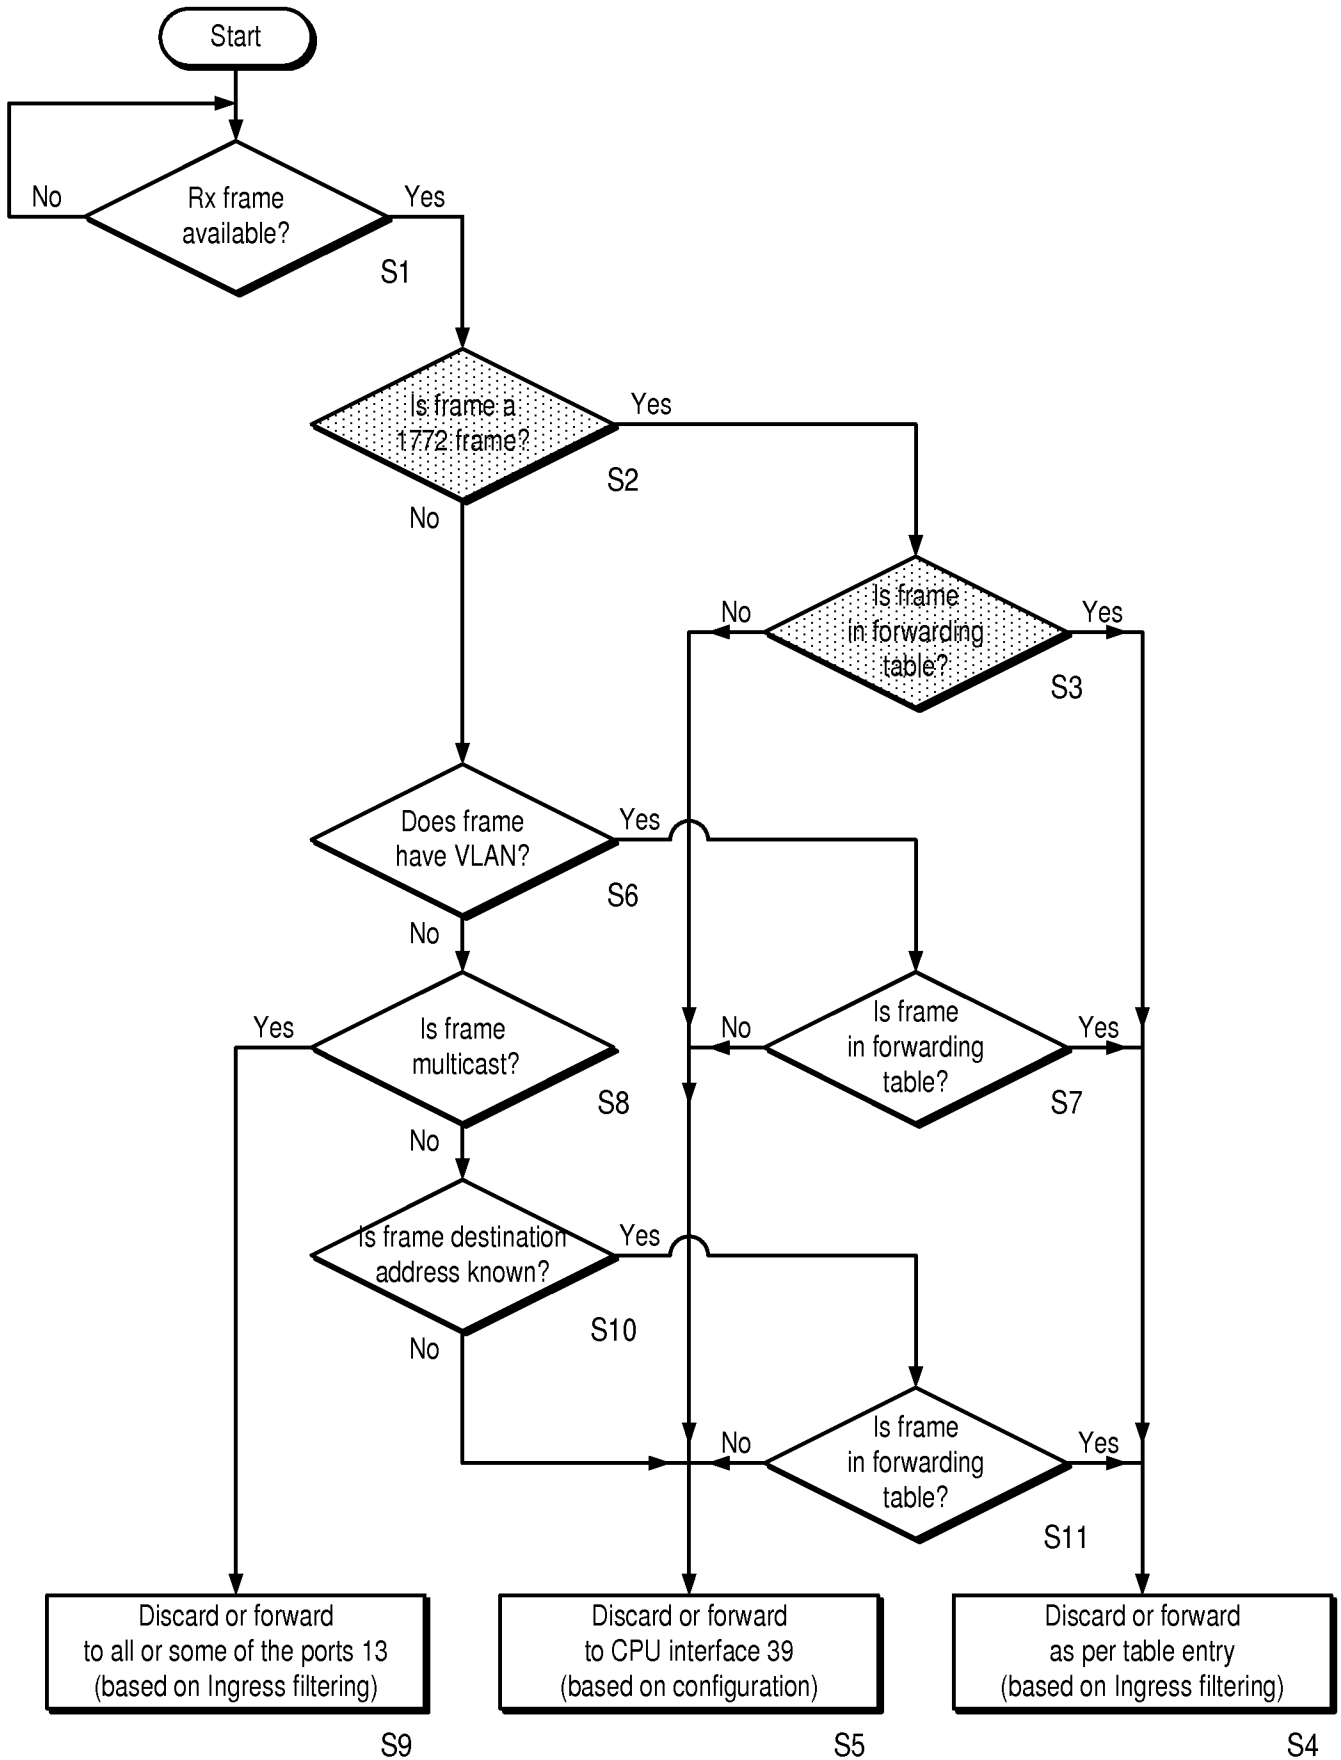 Start
Rx frame
available?
No
Yes
S1
Is frame a
1772 frame?
Yes
S2
No
Is frame
in forwarding
table?
No
Yes
S3
Does frame
have VLAN?
Yes
S6
No
Is frame
in forwarding
table?
No
Yes
S7
Is frame
multicast?
Yes
S8
No
Is frame destination
address known?
Yes
S10
No
Is frame
in forwarding
table?
No
Yes
S11
Discard or forward
to all or some of the ports 13
(based on Ingress filtering)
S9
Discard or forward
to CPU interface 39
(based on configuration)
S5
Discard or forward
as per table entry
(based on Ingress filtering)
S4